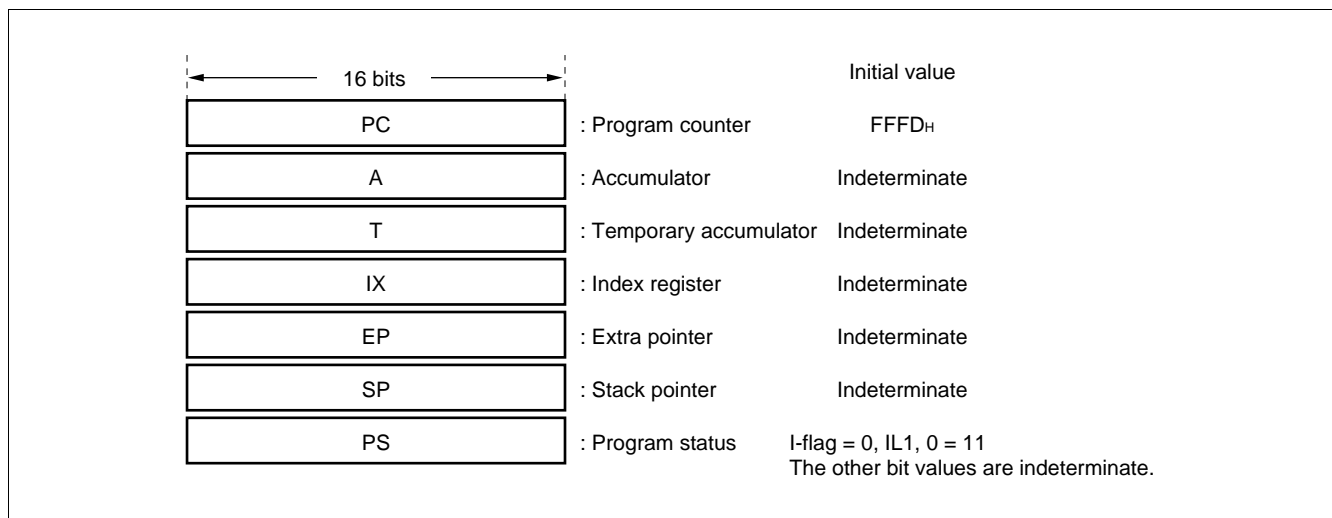 16 bits Initial value
PC : Program counter FFFDH
A : Accumulator Indeterminate
T : Temporary accumulator Indeterminate
IX : Index register Indeterminate
EP : Extra pointer Indeterminate
SP : Stack pointer Indeterminate
PS : Program status I-flag = 0, IL1, 0 = 11
The other bit values are indeterminate.